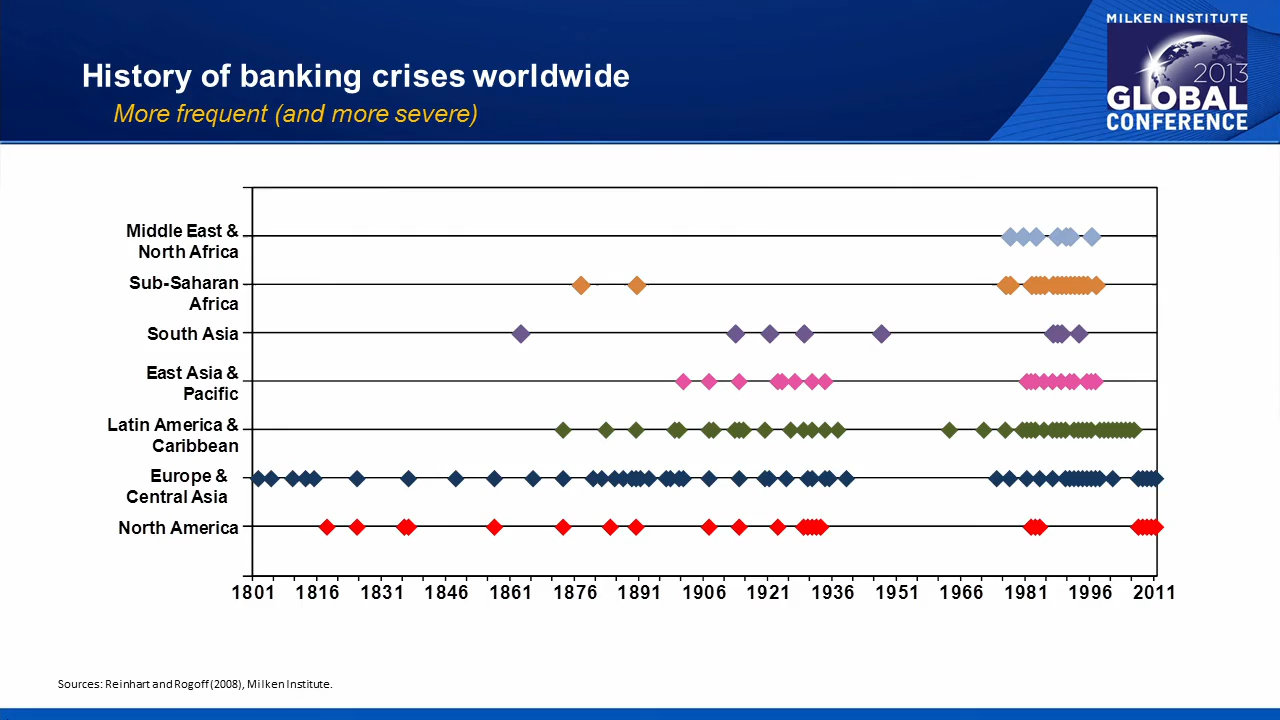 MILKEN INSTITUTE
2013
GLOBAL
CONFERENCE
History of banking crises worldwide
More frequent (and more severe)
Middle East &
North Africa
Sub-Saharan
Africa
South Asia
East Asia &
Pacific
Latin America &
Caribbean
Europe &
Central Asia
North America
1801 1816 1831 1846 1861 1876 1891 1906 1921 1936 1951 1966 1981 1996 2011
Sources: Reinhart and Rogoff (2008), Milken Institute.